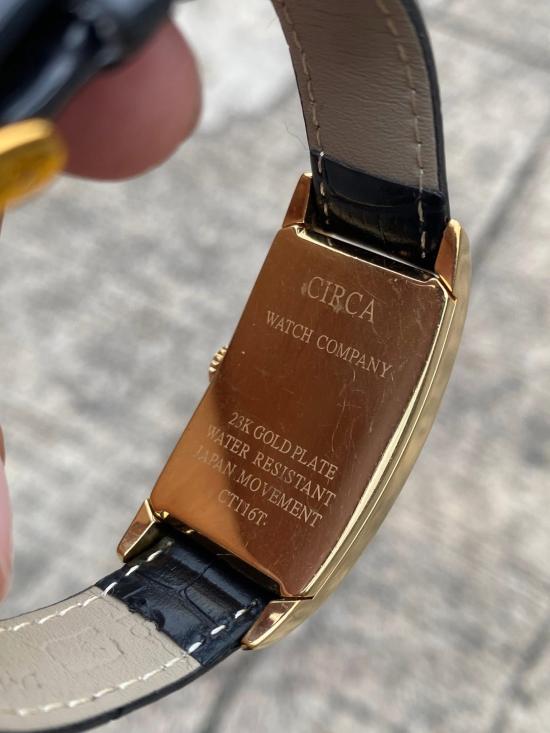 CIRCA
WATCH COMPANY
23K GOLD PLATE
WATER RESISTANT
JAPAN MOVEMENT
CT116T.